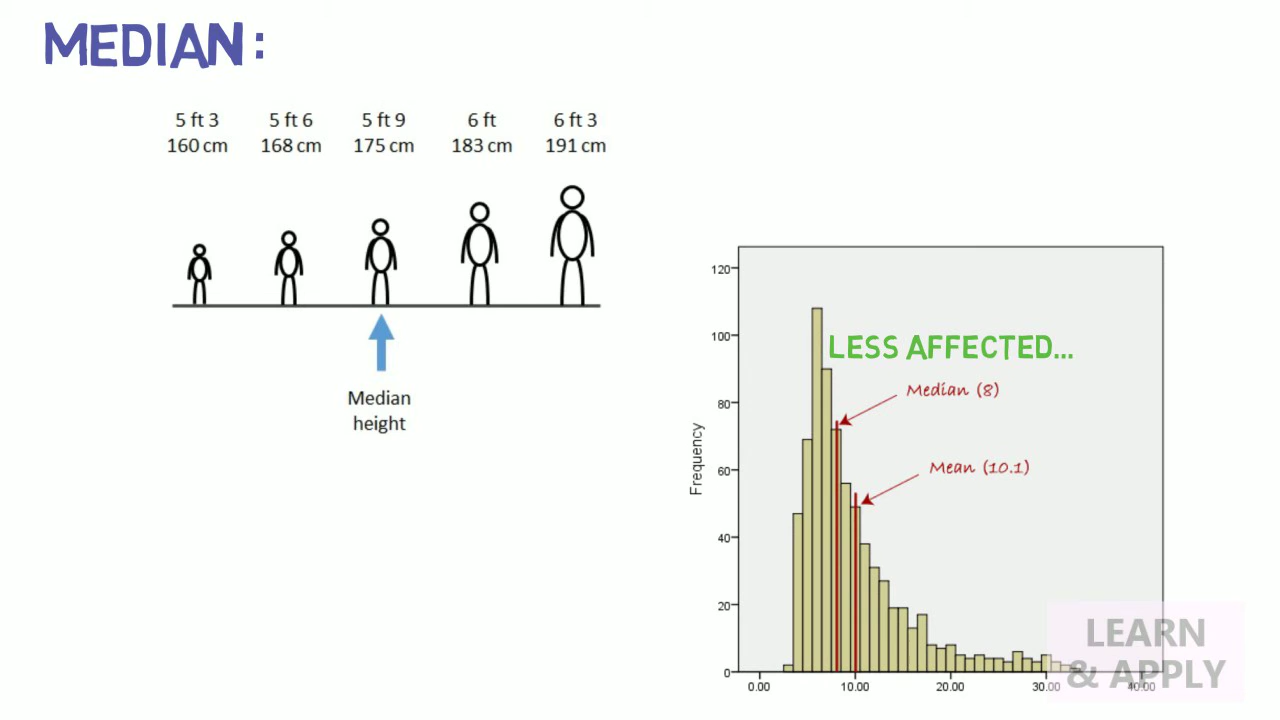 MEDIAN:
5 ft 3 5 ft 6 5 ft 9 6 ft 6 ft 3
160 cm 168 cm 175 cm 183 cm 191 cm
Median
height
LESS AFFECTED...
Median (8)
Mean (10.1)
Frequency
120
100
80
60
40
20
0
0.00 10.00 20.00 30.00 40.00
LEARN
& APPLY